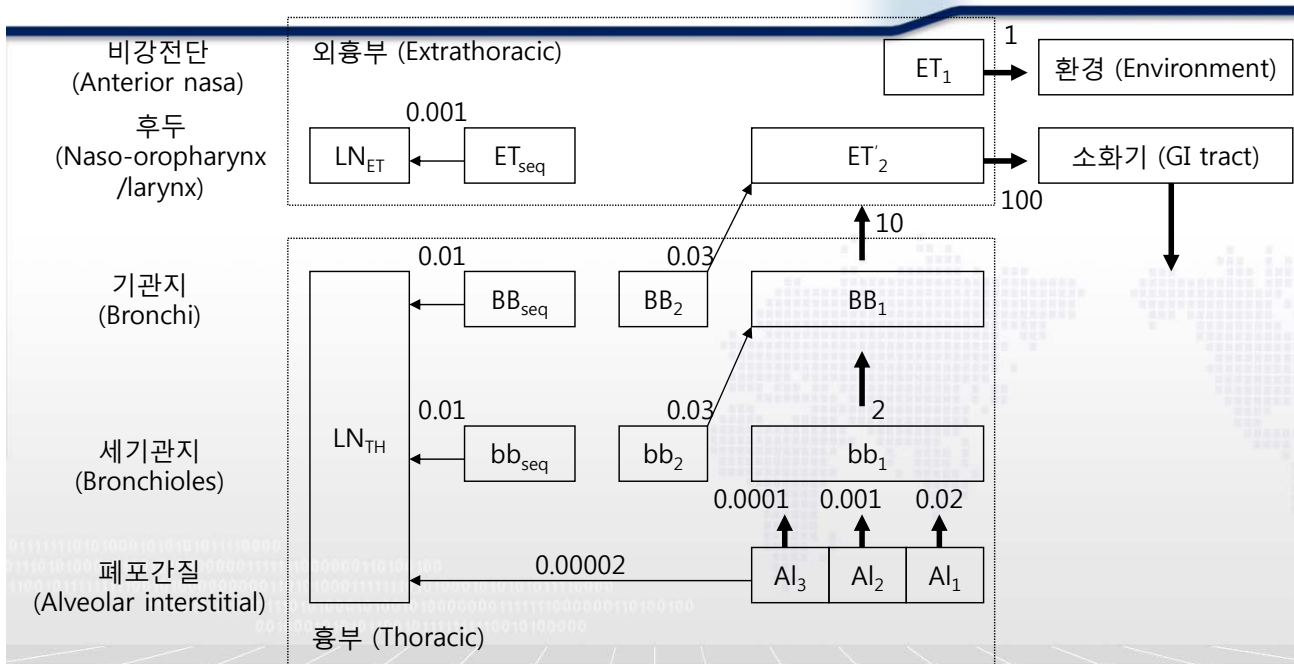 비강전단
(Anterior nasa)
외흉부 (Extrathoracic)
ET1
1
환경 (Environment)
후두
(Naso-oropharynx
/larynx)
LNET
0.001
ETseq
ET′2
100
소화기 (GI tract)
10
기관지
(Bronchi)
0.01
BBseq
0.03
BB2
BB1
세기관지
(Bronchioles)
LNTH
0.01
bbseq
0.03
bb2
2
bb1
0.0001
0.001
0.02
폐포간질
(Alveolar interstitial)
0.00002
Al3
Al2
Al1
흉부 (Thoracic)